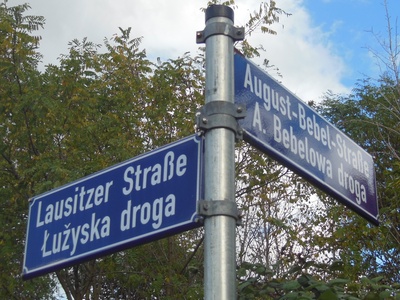 Lausitzer Straße
Łužyska droga
August-Bebel-Straße
A. Bebelowa droga